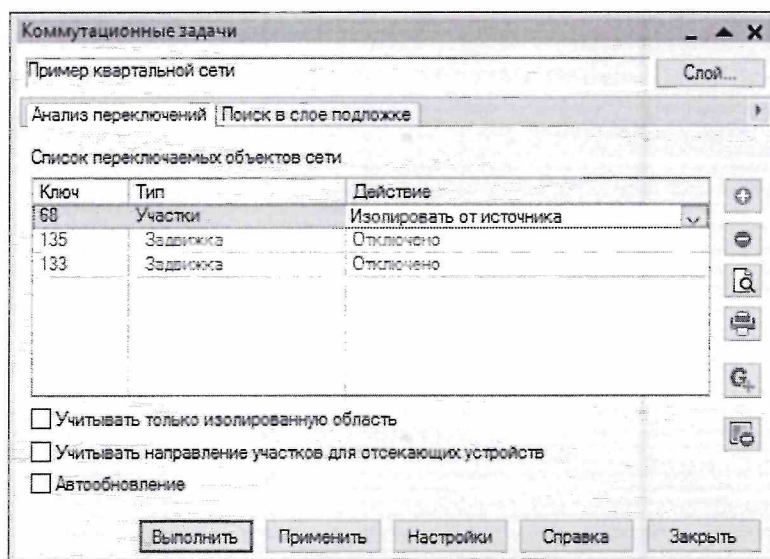 Коммутационные задачи
Пример квартальной сети
Слой...
Анализ переключений Поиск в слое подложке
Список переключаемых объектов сети
Ключ Тип Действие
68 Участки Изолировать от источника
135 Задвижка Отключено
133 Задвижка Отключено
Учитывать только изолированную область
Учитывать направление участков для отсекающих устройств
Автообновление
Выполнить Применить Настройки Справка Закрыть